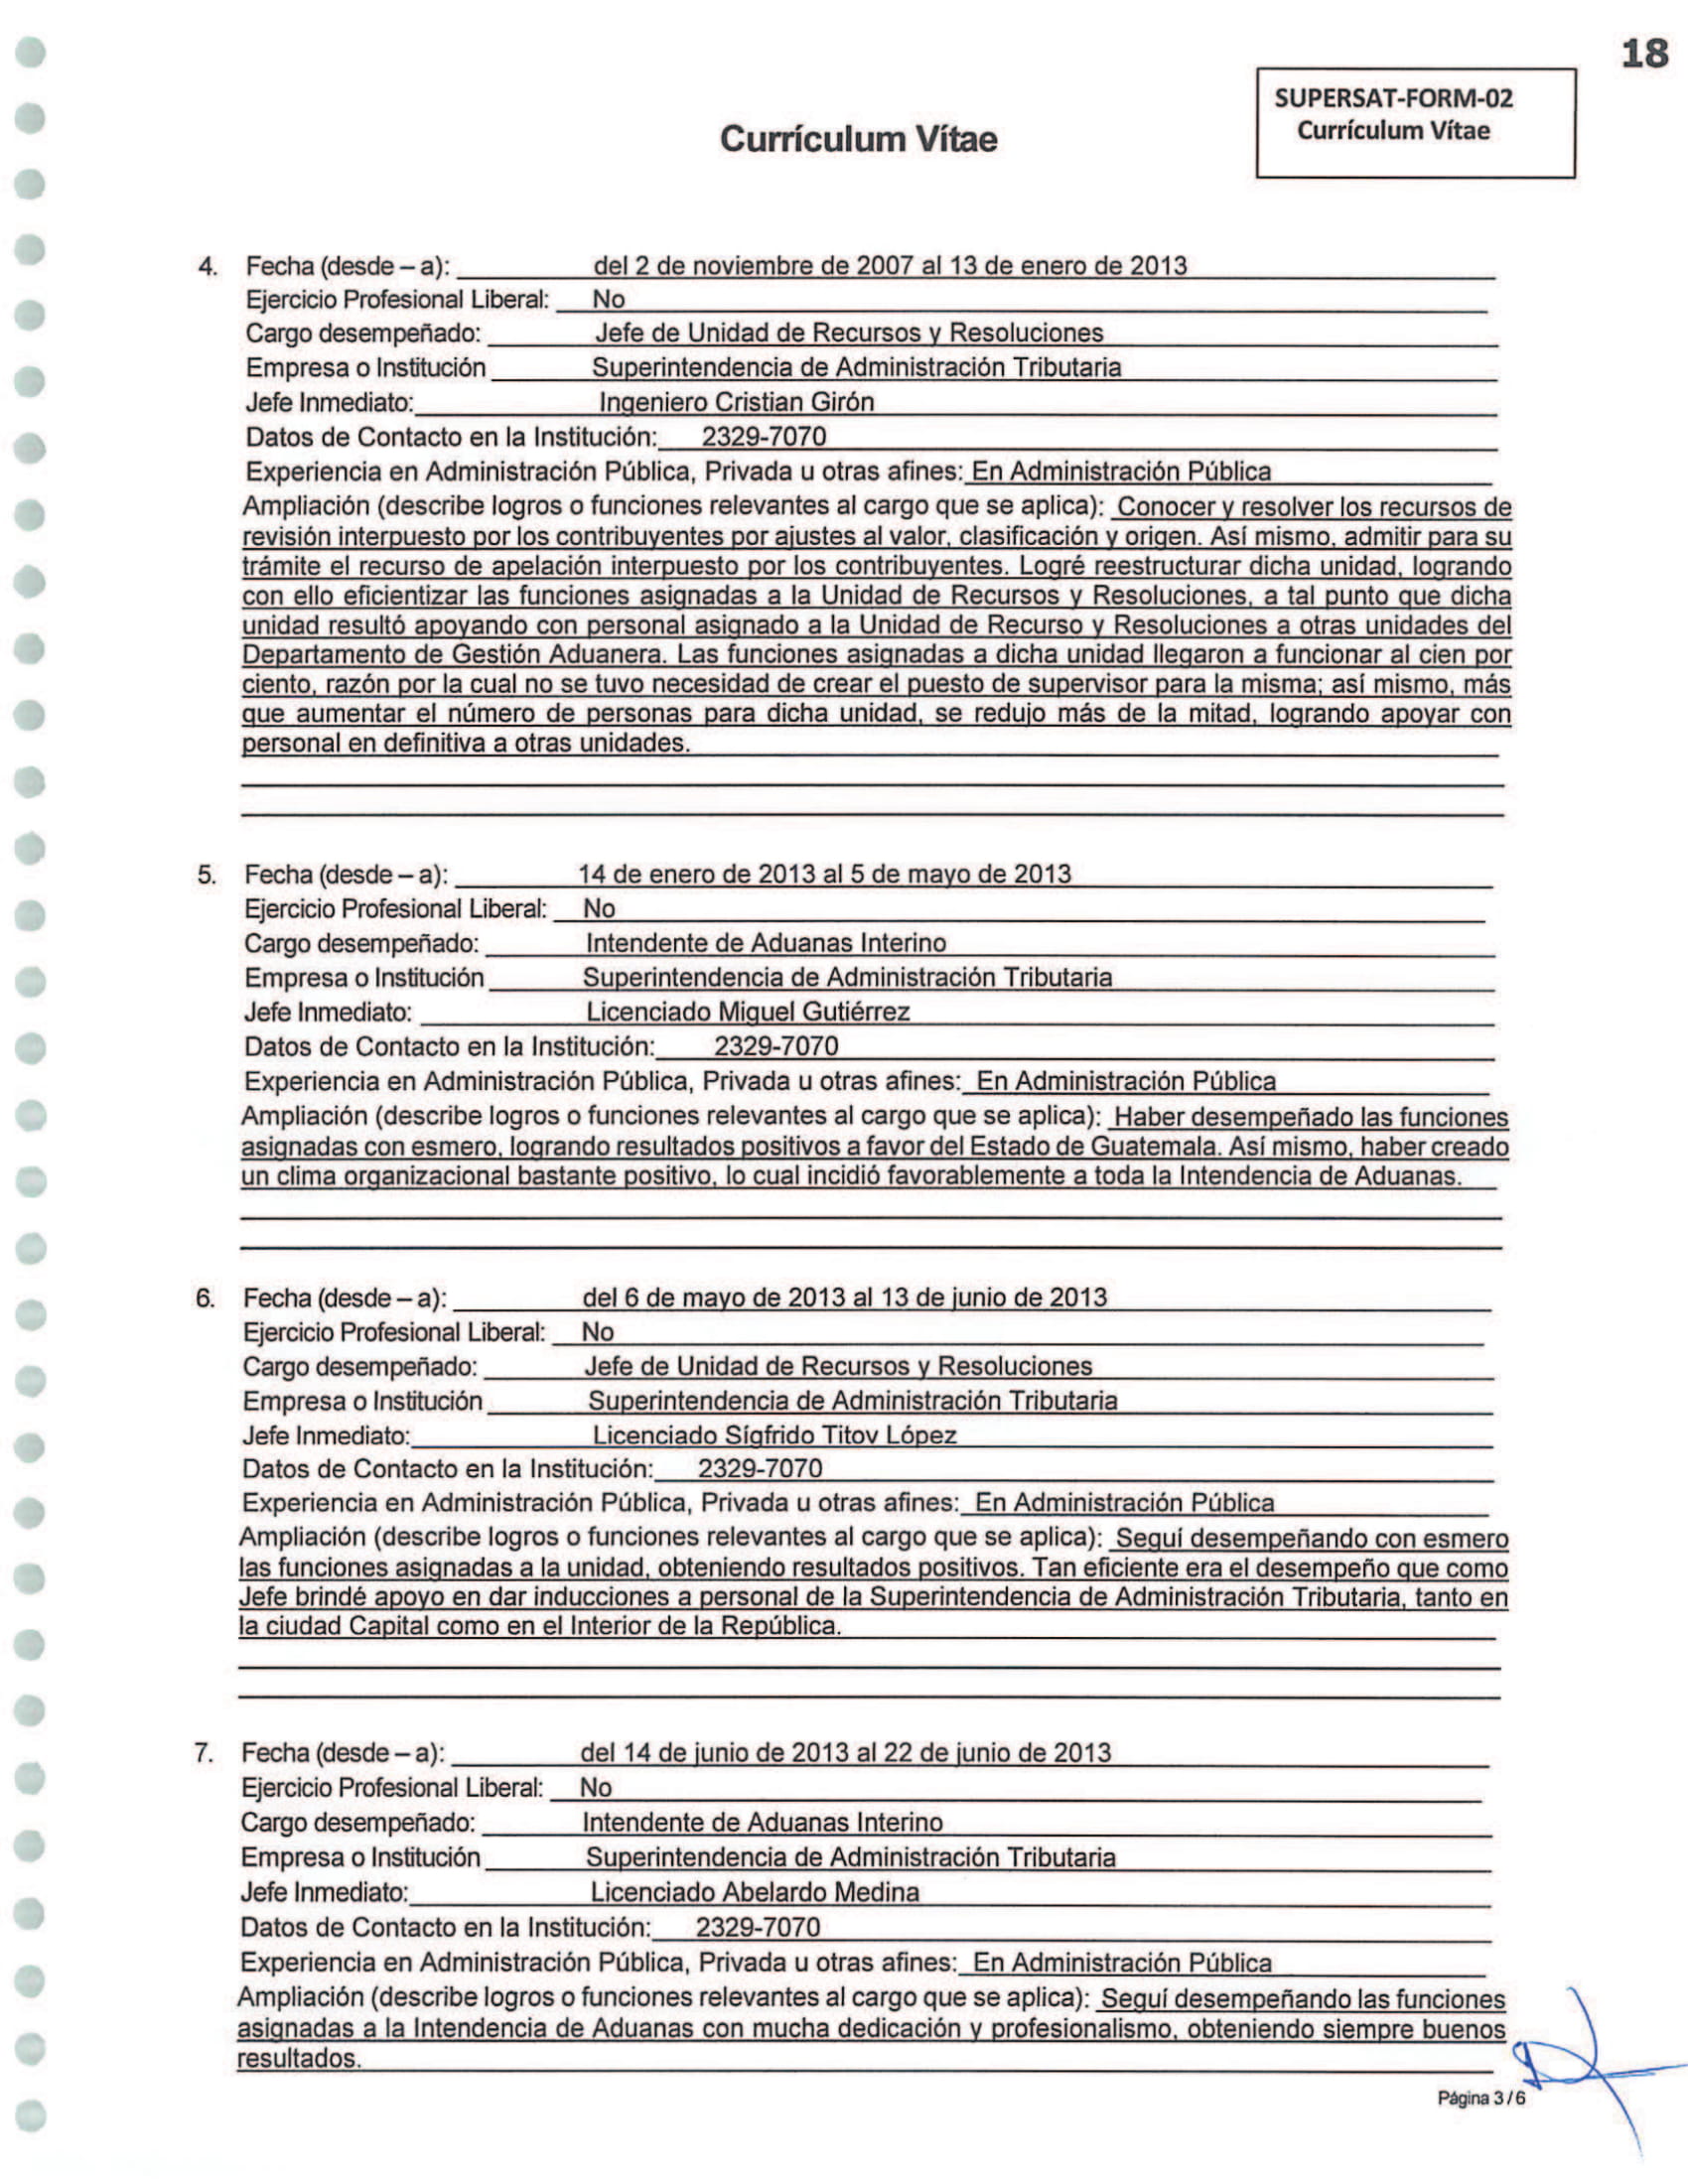 18
SUPERSAT-FORM-02
Currículum Vítae
Currículum Vítae
4. Fecha (desde – a): del 2 de noviembre de 2007 al 13 de enero de 2013
Ejercicio Profesional Liberal: No
Cargo desempeñado: Jefe de Unidad de Recursos y Resoluciones
Empresa o Institución Superintendencia de Administración Tributaria
Jefe Inmediato: Ingeniero Cristian Girón
Datos de Contacto en la Institución: 2329-7070
Experiencia en Administración Pública, Privada u otras afines: En Administración Pública
Ampliación (describe logros o funciones relevantes al cargo que se aplica): Conocer y resolver los recursos de
revisión interpuesto por los contribuyentes por ajustes al valor, clasificación y origen. Así mismo, admitir para su
trámite el recurso de apelación interpuesto por los contribuyentes. Logré reestructurar dicha unidad, logrando
con ello eficientizar las funciones asignadas a la Unidad de Recursos y Resoluciones, a tal punto que dicha
unidad resultó apoyando con personal asignado a la Unidad de Recurso y Resoluciones a otras unidades del
Departamento de Gestión Aduanera. Las funciones asignadas a dicha unidad llegaron a funcionar al cien por
ciento, razón por la cual no se tuvo necesidad de crear el puesto de supervisor para la misma; así mismo, más
que aumentar el número de personas para dicha unidad, se redujo más de la mitad, logrando apoyar con
personal en definitiva a otras unidades.
5. Fecha (desde – a): 14 de enero de 2013 al 5 de mayo de 2013
Ejercicio Profesional Liberal: No
Cargo desempeñado: Intendente de Aduanas Interino
Empresa o Institución Superintendencia de Administración Tributaria
Jefe Inmediato: Licenciado Miguel Gutiérrez
Datos de Contacto en la Institución: 2329-7070
Experiencia en Administración Pública, Privada u otras afines: En Administración Pública
Ampliación (describe logros o funciones relevantes al cargo que se aplica): Haber desempeñado las funciones
asignadas con esmero, logrando resultados positivos a favor del Estado de Guatemala. Así mismo, haber creado
un clima organizacional bastante positivo, lo cual incidió favorablemente a toda la Intendencia de Aduanas.
6. Fecha (desde – a): del 6 de mayo de 2013 al 13 de junio de 2013
Ejercicio Profesional Liberal: No
Cargo desempeñado: Jefe de Unidad de Recursos y Resoluciones
Empresa o Institución Superintendencia de Administración Tributaria
Jefe Inmediato: Licenciado Sígfrido Titov López
Datos de Contacto en la Institución: 2329-7070
Experiencia en Administración Pública, Privada u otras afines: En Administración Pública
Ampliación (describe logros o funciones relevantes al cargo que se aplica): Seguí desempeñando con esmero
las funciones asignadas a la unidad, obteniendo resultados positivos. Tan eficiente era el desempeño que como
Jefe brindé apoyo en dar inducciones a personal de la Superintendencia de Administración Tributaria, tanto en
la ciudad Capital como en el Interior de la República.
7. Fecha (desde – a): del 14 de junio de 2013 al 22 de junio de 2013
Ejercicio Profesional Liberal: No
Cargo desempeñado: Intendente de Aduanas Interino
Empresa o Institución Superintendencia de Administración Tributaria
Jefe Inmediato: Licenciado Abelardo Medina
Datos de Contacto en la Institución: 2329-7070
Experiencia en Administración Pública, Privada u otras afines: En Administración Pública
Ampliación (describe logros o funciones relevantes al cargo que se aplica): Seguí desempeñando las funciones
asignadas a la Intendencia de Aduanas con mucha dedicación y profesionalismo, obteniendo siempre buenos
resultados.
Página 3 / 6